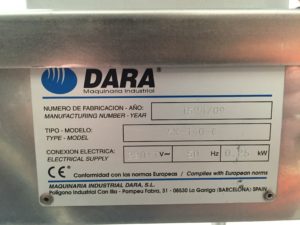 DARA
Maquinaria Industrial
NUMERO DE FABRICACION - AÑO:
MANUFACTURING NUMBER - YEAR
TIPO - MODELO:
TYPE - MODEL
CONEXION ELECTRICA: V~ 50 Hz kW
ELECTRICAL SUPPLY
CE Conformidad con las normas Europeas / Complies with European norms
MAQUINARIA INDUSTRIAL DARA, S.L.
Polígono Industrial Can Illa - Pompeu Fabra, 31 - 08530 La Garriga (BARCELONA) SPAIN